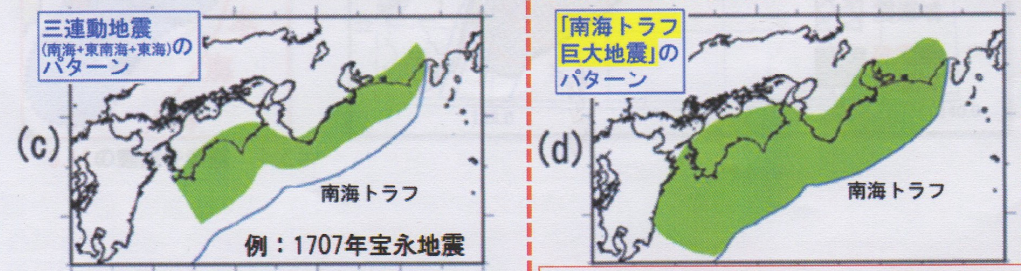 三連動地震
(南海+東南海+東海)の
パターン
(c)
南海トラフ
例：1707年宝永地震
「南海トラフ
巨大地震」の
パターン
(d)
南海トラフ